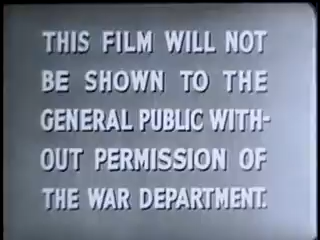 THIS FILM WILL NOT
BE SHOWN TO THE
GENERAL PUBLIC WITH-
OUT PERMISSION OF
THE WAR DEPARTMENT.